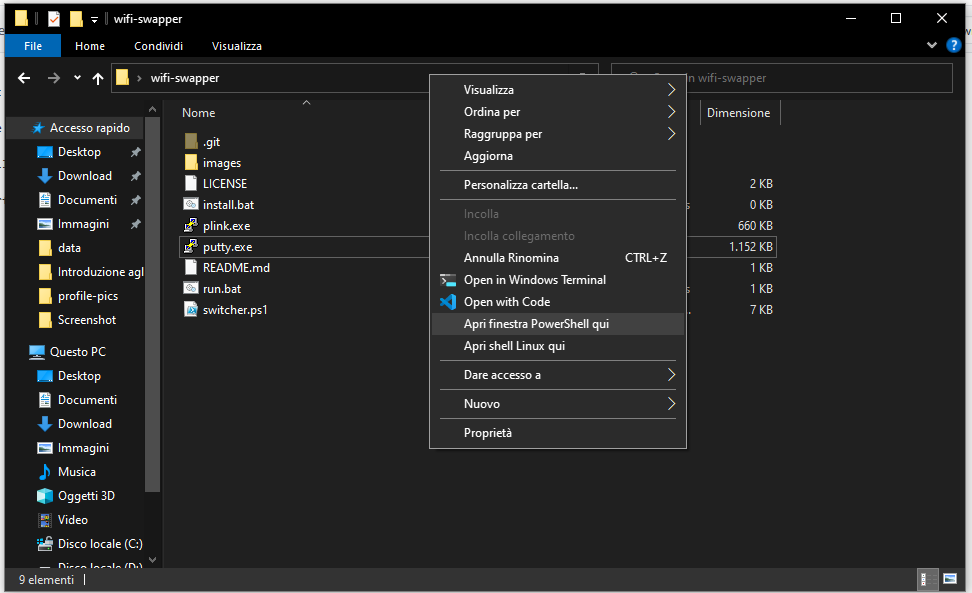 wifi-swapper
File Home Condividi Visualizza
wifi-swapper
n wifi-swapper
Nome
Dimensione
Accesso rapido
Desktop
Download
Documenti
Immagini
data
Introduzione agl
profile-pics
Screenshot
Questo PC
Desktop
Documenti
Download
Immagini
Musica
Oggetti 3D
Video
Disco locale (C:)
Disco locale (D:)
.git
images
LICENSE 2 KB
install.bat 0 KB
plink.exe 660 KB
putty.exe 1.152 KB
README.md 1 KB
run.bat 1 KB
switcher.ps1 7 KB
Visualizza
Ordina per
Raggruppa per
Aggiorna
Personalizza cartella...
Incolla
Incolla collegamento
Annulla Rinomina CTRL+Z
Open in Windows Terminal
Open with Code
Apri finestra PowerShell qui
Apri shell Linux qui
Dare accesso a
Nuovo
Proprietà
9 elementi